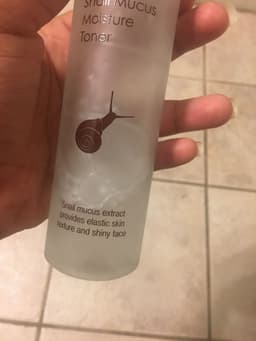 Snail Mucus
Moisture
Toner
Snail mucus extract
provides elastic skin
texture and shiny face